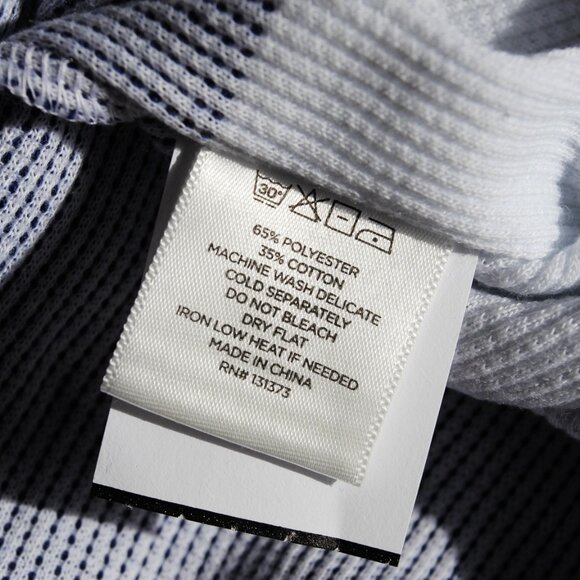 30°
65% POLYESTER
35% COTTON
MACHINE WASH DELICATE
COLD SEPARATELY
DO NOT BLEACH
DRY FLAT
IRON LOW HEAT IF NEEDED
MADE IN CHINA
RN# 131373